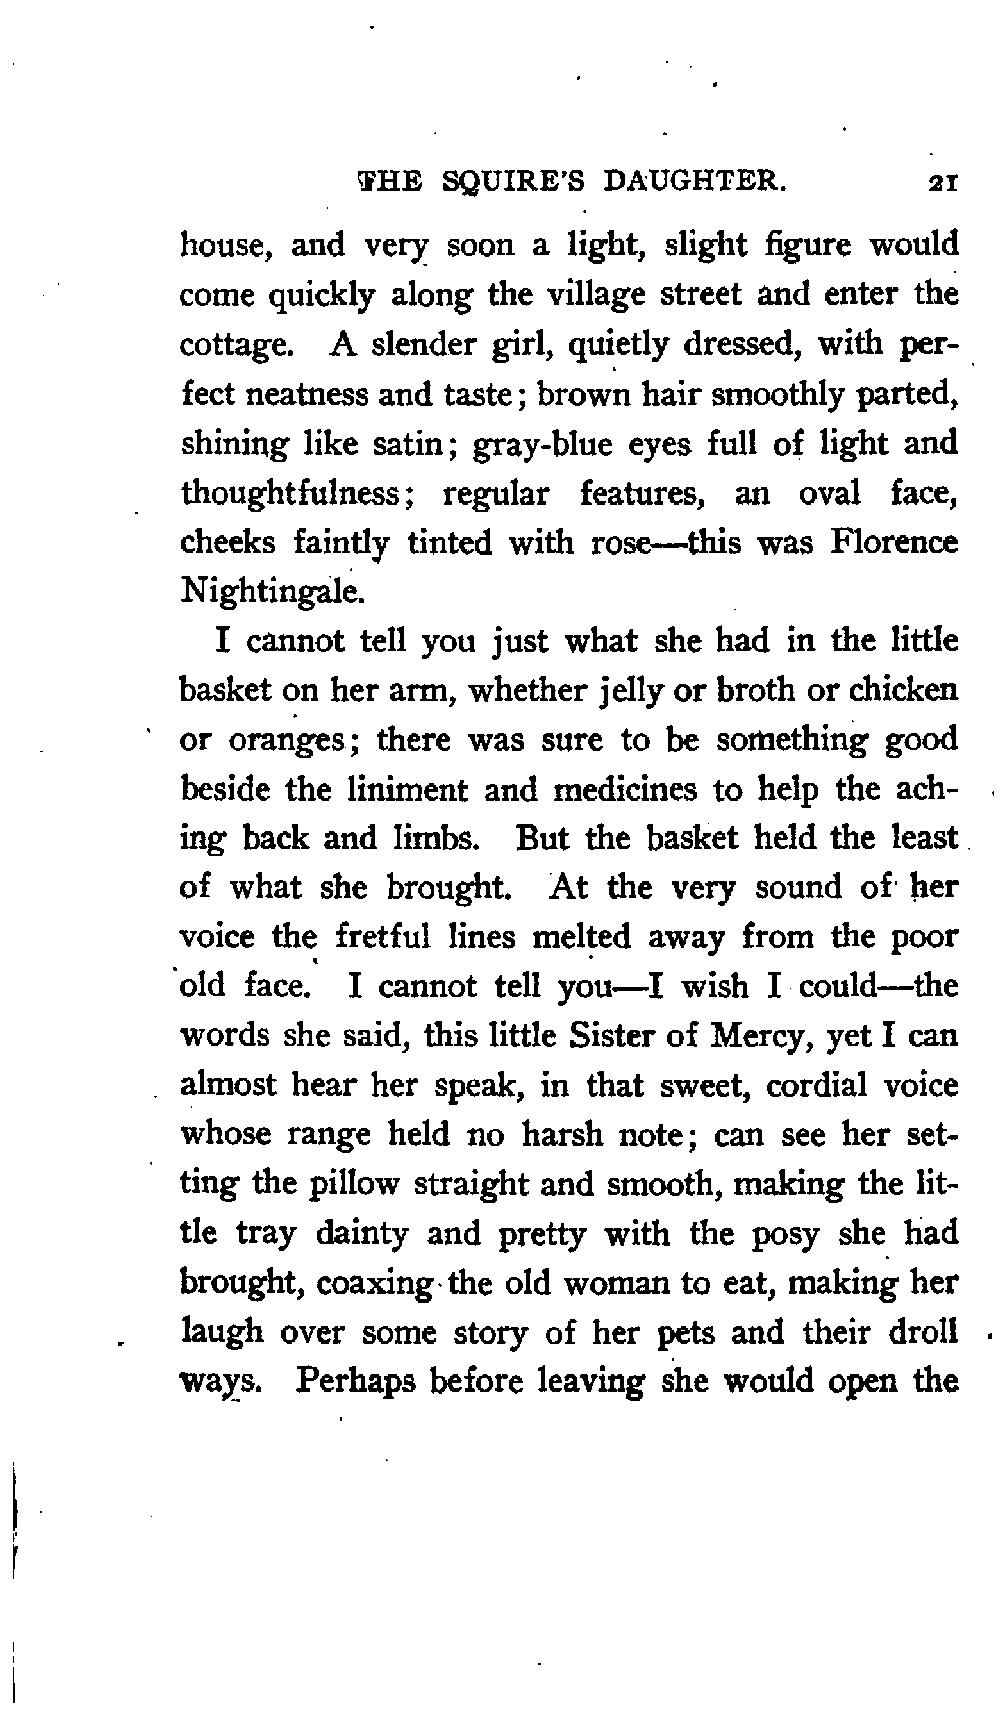 THE SQUIRE'S DAUGHTER. 21
house, and very soon a light, slight figure would
come quickly along the village street and enter the
cottage. A slender girl, quietly dressed, with per-
fect neatness and taste; brown hair smoothly parted,
shining like satin; gray-blue eyes full of light and
thoughtfulness; regular features, an oval face,
cheeks faintly tinted with rose—this was Florence
Nightingale.
I cannot tell you just what she had in the little
basket on her arm, whether jelly or broth or chicken
or oranges; there was sure to be something good
beside the liniment and medicines to help the ach-
ing back and limbs. But the basket held the least
of what she brought. At the very sound of her
voice the fretful lines melted away from the poor
old face. I cannot tell you—I wish I could—the
words she said, this little Sister of Mercy, yet I can
almost hear her speak, in that sweet, cordial voice
whose range held no harsh note; can see her set-
ting the pillow straight and smooth, making the lit-
tle tray dainty and pretty with the posy she had
brought, coaxing the old woman to eat, making her
laugh over some story of her pets and their droll
ways. Perhaps before leaving she would open the